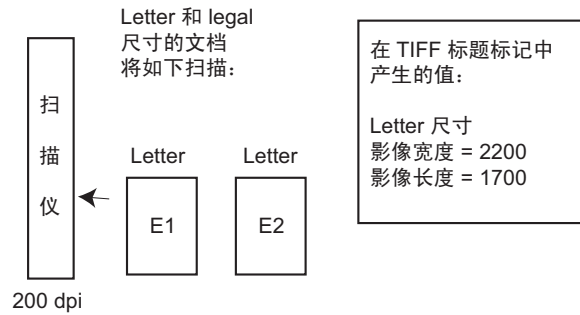 Letter 和 legal
尺寸的文档
将如下扫描：
扫
描
仪
200 dpi
Letter
E1
Letter
E2
在 TIFF 标题标记中
产生的值：
Letter 尺寸
影像宽度 = 2200
影像长度 = 1700